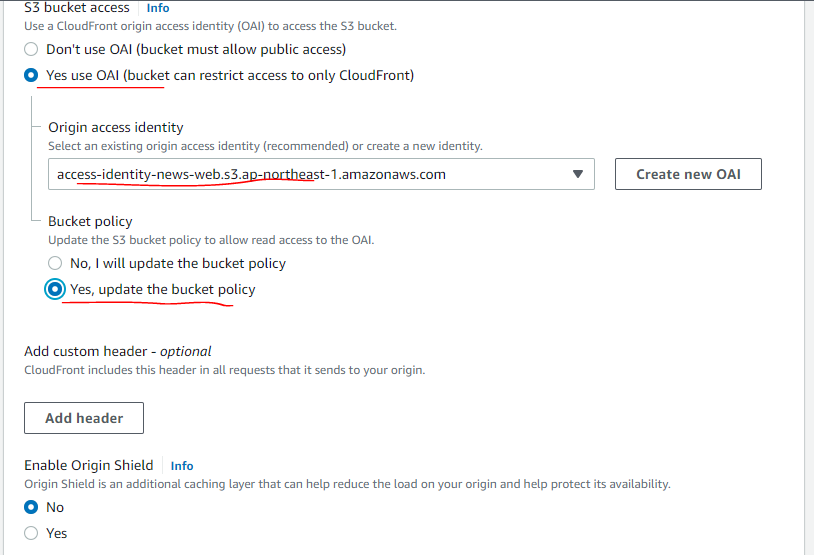 S3 bucket access Info
Use a CloudFront origin access identity (OAI) to access the S3 bucket.
Don't use OAI (bucket must allow public access)
Yes use OAI (bucket can restrict access to only CloudFront)
Origin access identity
Select an existing origin access identity (recommended) or create a new identity.
access-identity-news-web.s3.ap-northeast-1.amazonaws.com
Create new OAI
Bucket policy
Update the S3 bucket policy to allow read access to the OAI.
No, I will update the bucket policy
Yes, update the bucket policy
Add custom header - optional
CloudFront includes this header in all requests that it sends to your origin.
Add header
Enable Origin Shield Info
Origin Shield is an additional caching layer that can help reduce the load on your origin and help protect its availability.
No
Yes